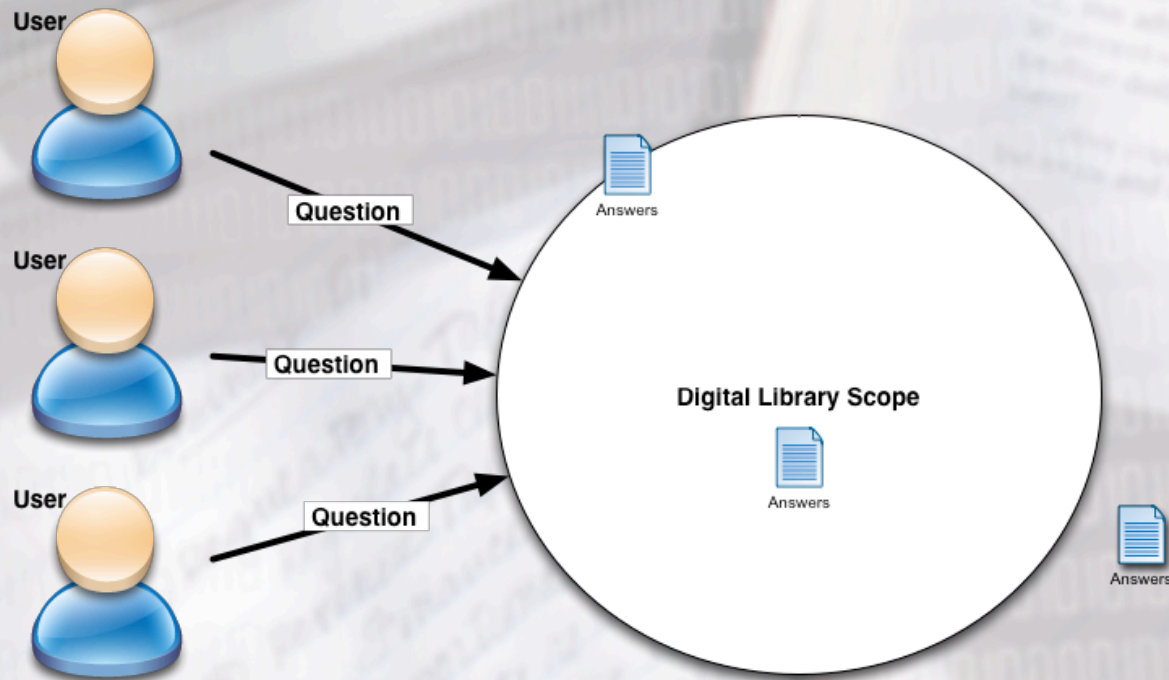 User
Question
Answers
User
Question
Digital Library Scope
Answers
User
Question
Answers